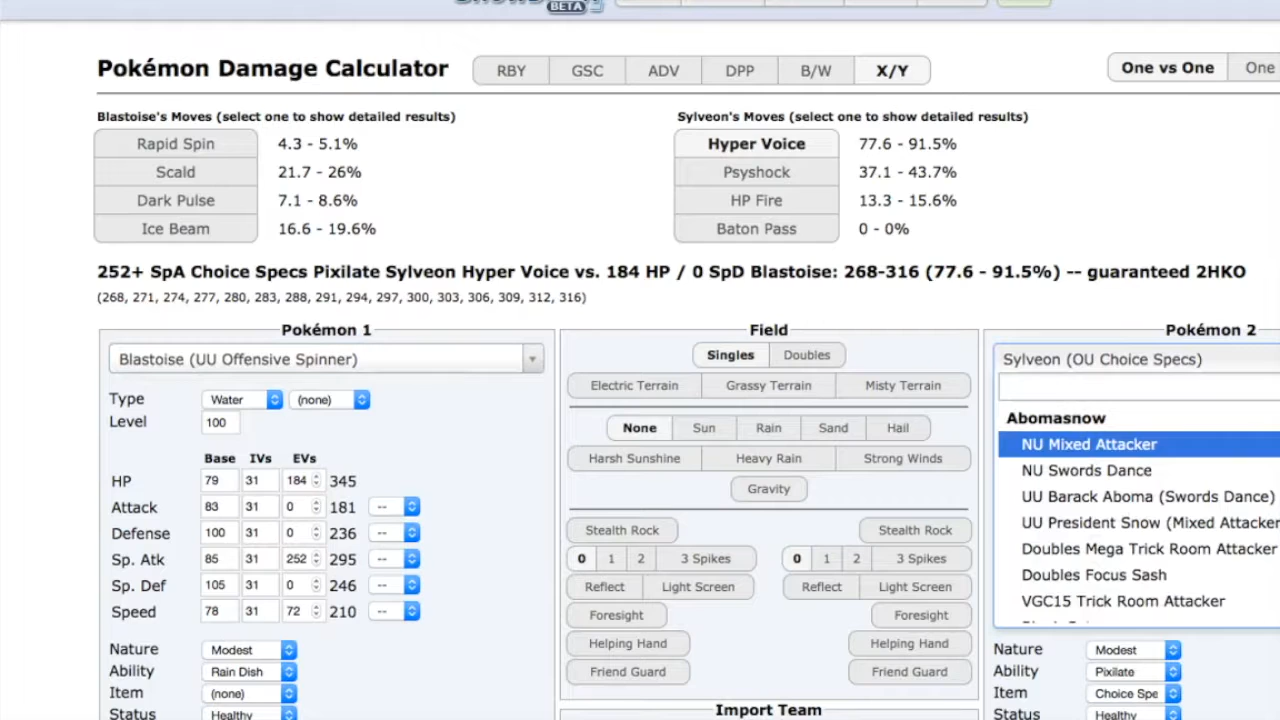 BETA
Pokémon Damage Calculator RBY GSC ADV DPP B/W X/Y One vs One One
Blastoise's Moves (select one to show detailed results) Sylveon's Moves (select one to show detailed results)
Rapid Spin 4.3 - 5.1% Hyper Voice 77.6 - 91.5%
Scald 21.7 - 26% Psyshock 37.1 - 43.7%
Dark Pulse 7.1 - 8.6% HP Fire 13.3 - 15.6%
Ice Beam 16.6 - 19.6% Baton Pass 0 - 0%
252+ SpA Choice Specs Pixilate Sylveon Hyper Voice vs. 184 HP / 0 SpD Blastoise: 268-316 (77.6 - 91.5%) -- guaranteed 2HKO
(268, 271, 274, 277, 280, 283, 288, 291, 294, 297, 300, 303, 306, 309, 312, 316)
Pokémon 1 Field Pokémon 2
Blastoise (UU Offensive Spinner) Singles Doubles Sylveon (OU Choice Specs)
Electric Terrain Grassy Terrain Misty Terrain
Type Water (none)
Level 100
None Sun Rain Sand Hail
Abomasnow
NU Mixed Attacker
Base IVs EVs Harsh Sunshine Heavy Rain Strong Winds
NU Swords Dance
HP 79 31 184 345 Gravity
UU Barack Aboma (Swords Dance)
Attack 83 31 0 181 --
UU President Snow (Mixed Attacker
Defense 100 31 0 236 -- Stealth Rock Stealth Rock
Doubles Mega Trick Room Attacker
Sp. Atk 85 31 252 295 -- 0 1 2 3 Spikes 0 1 2 3 Spikes
Doubles Focus Sash
Sp. Def 105 31 0 246 -- Reflect Light Screen Reflect Light Screen
VGC15 Trick Room Attacker
Speed 78 31 72 210 -- Foresight Foresight
Nature Modest Helping Hand Helping Hand Nature Modest
Ability Rain Dish Friend Guard Friend Guard Ability Pixilate
Item (none) Item Choice Spe
Status Healthy Import Team Status Healthy